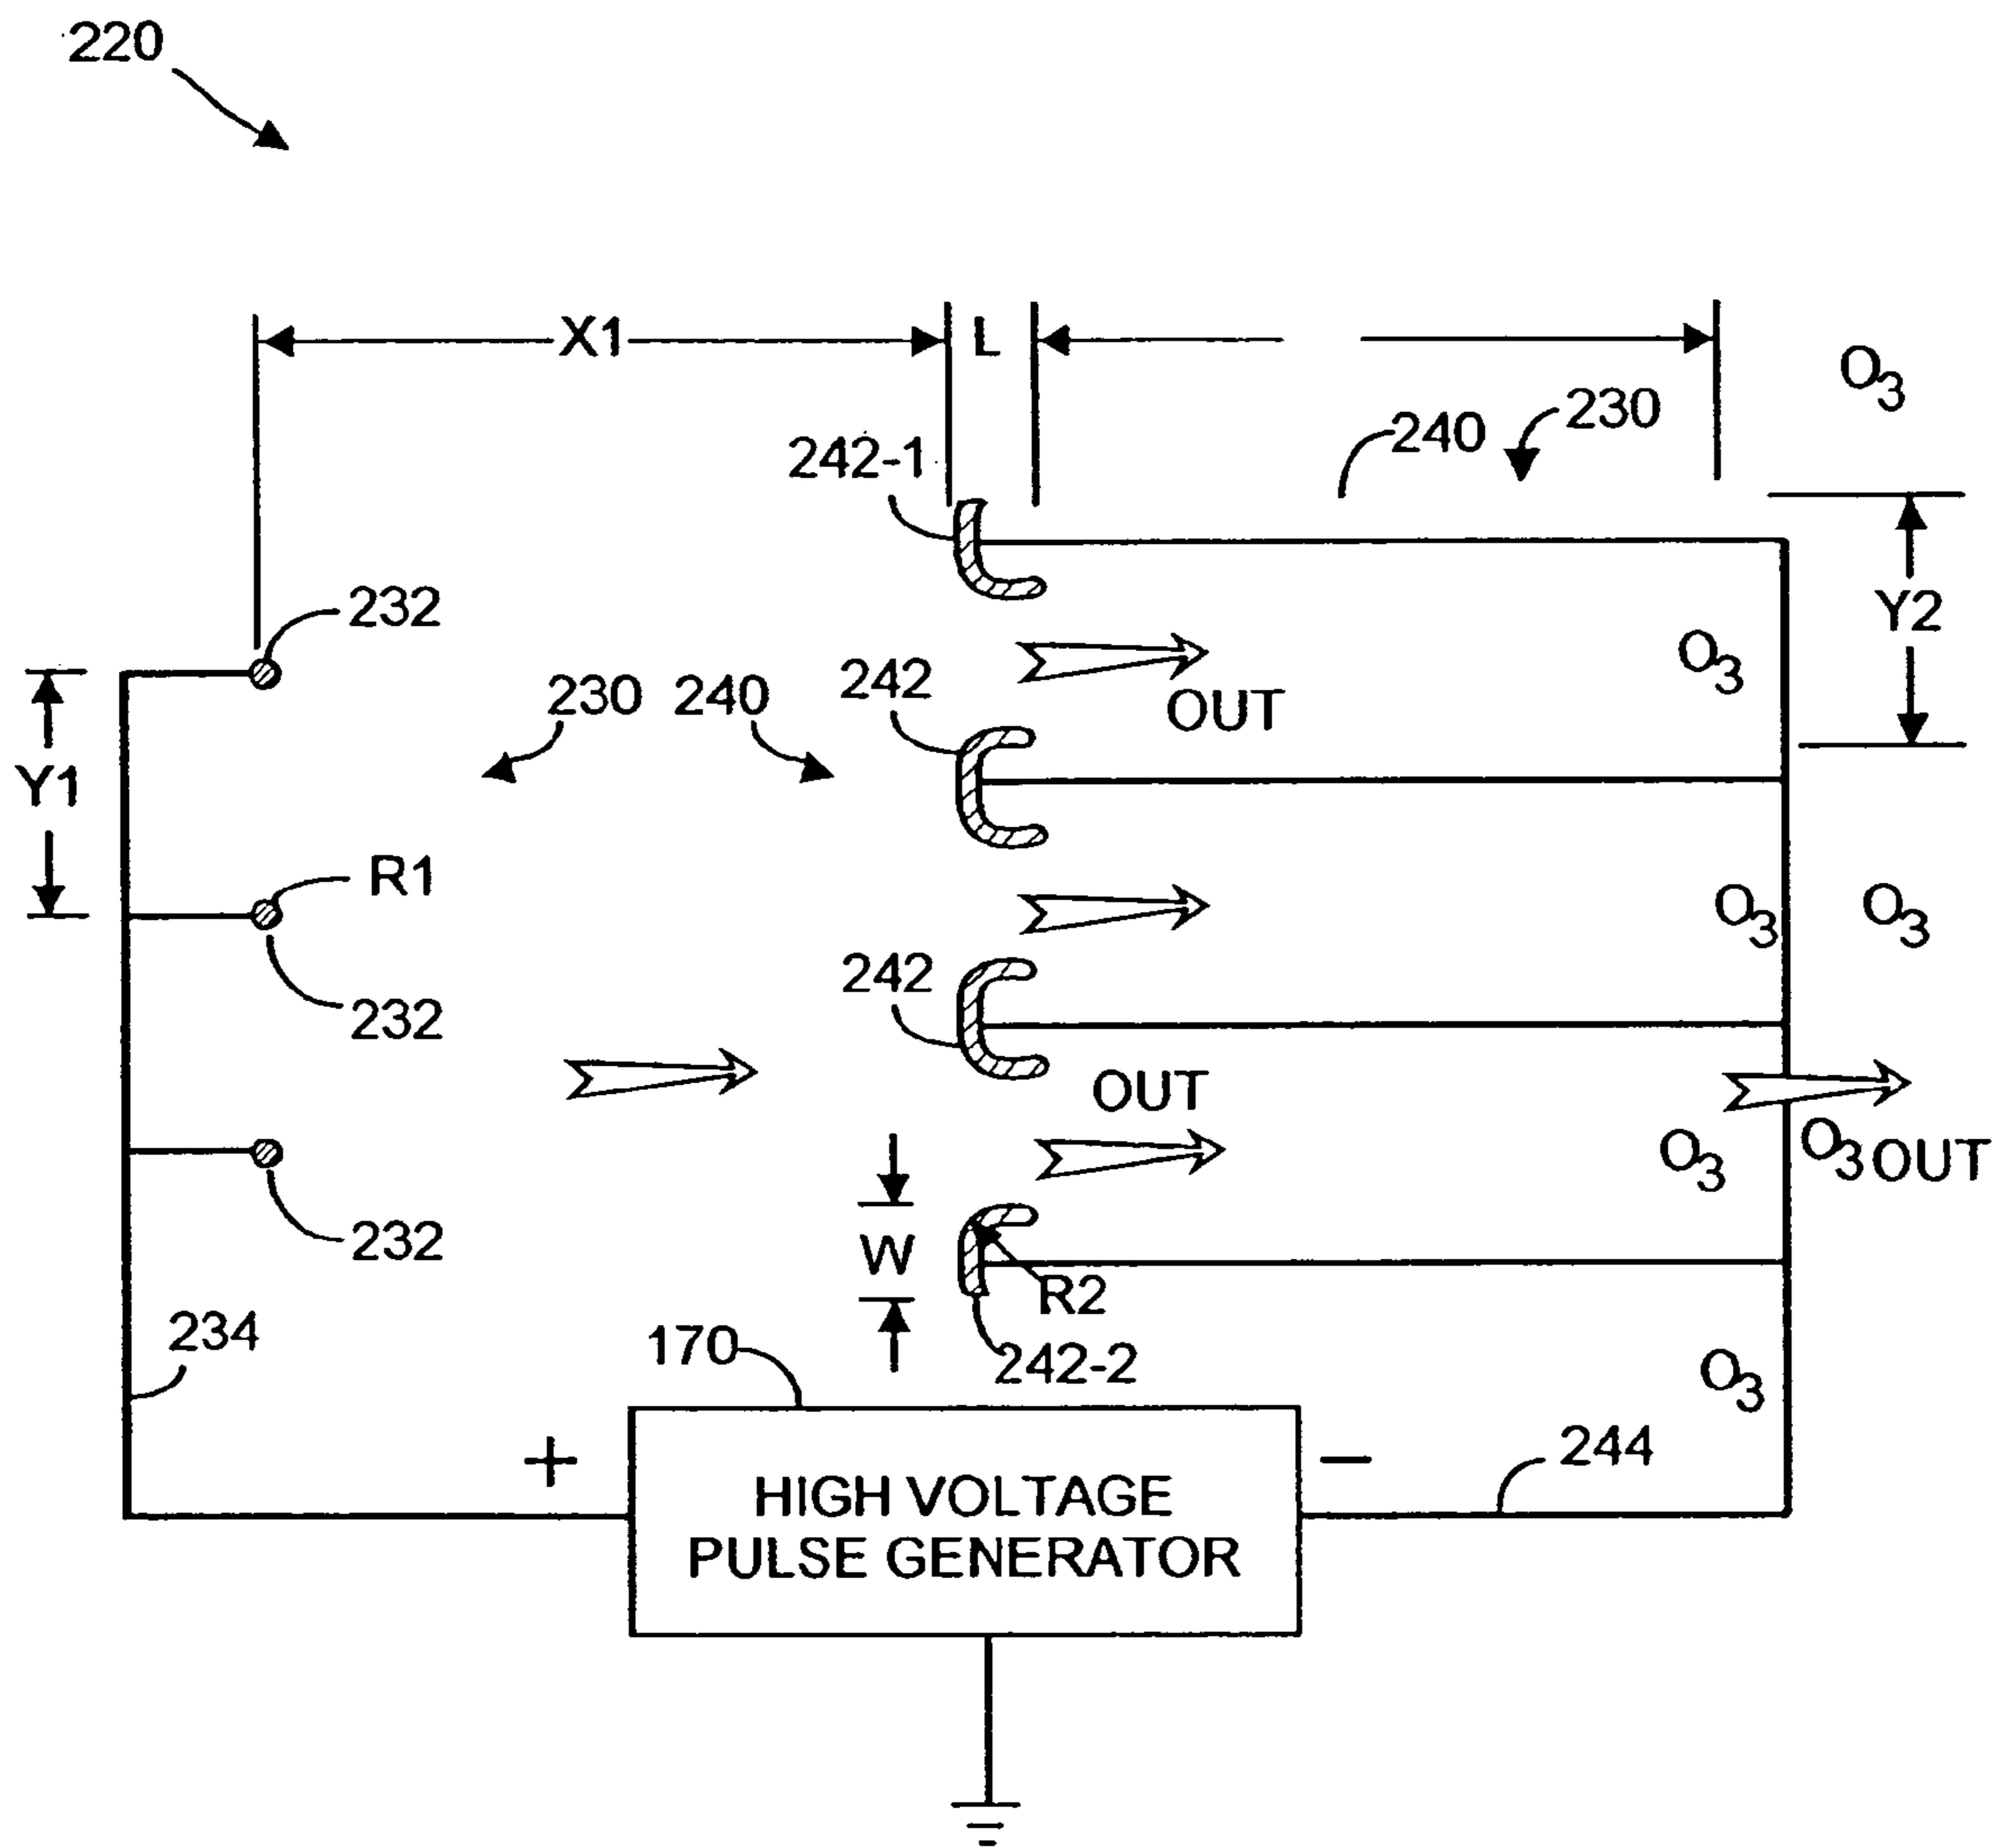 220
X1
L
O3
230
240
242-1
232
Y2
O3
242
230
240
OUT
Y1
R1
O3
O3
242
232
OUT
O3
O3 OUT
232
W
R2
234
170
242-2
O3
+
−
244
HIGH VOLTAGE
PULSE GENERATOR